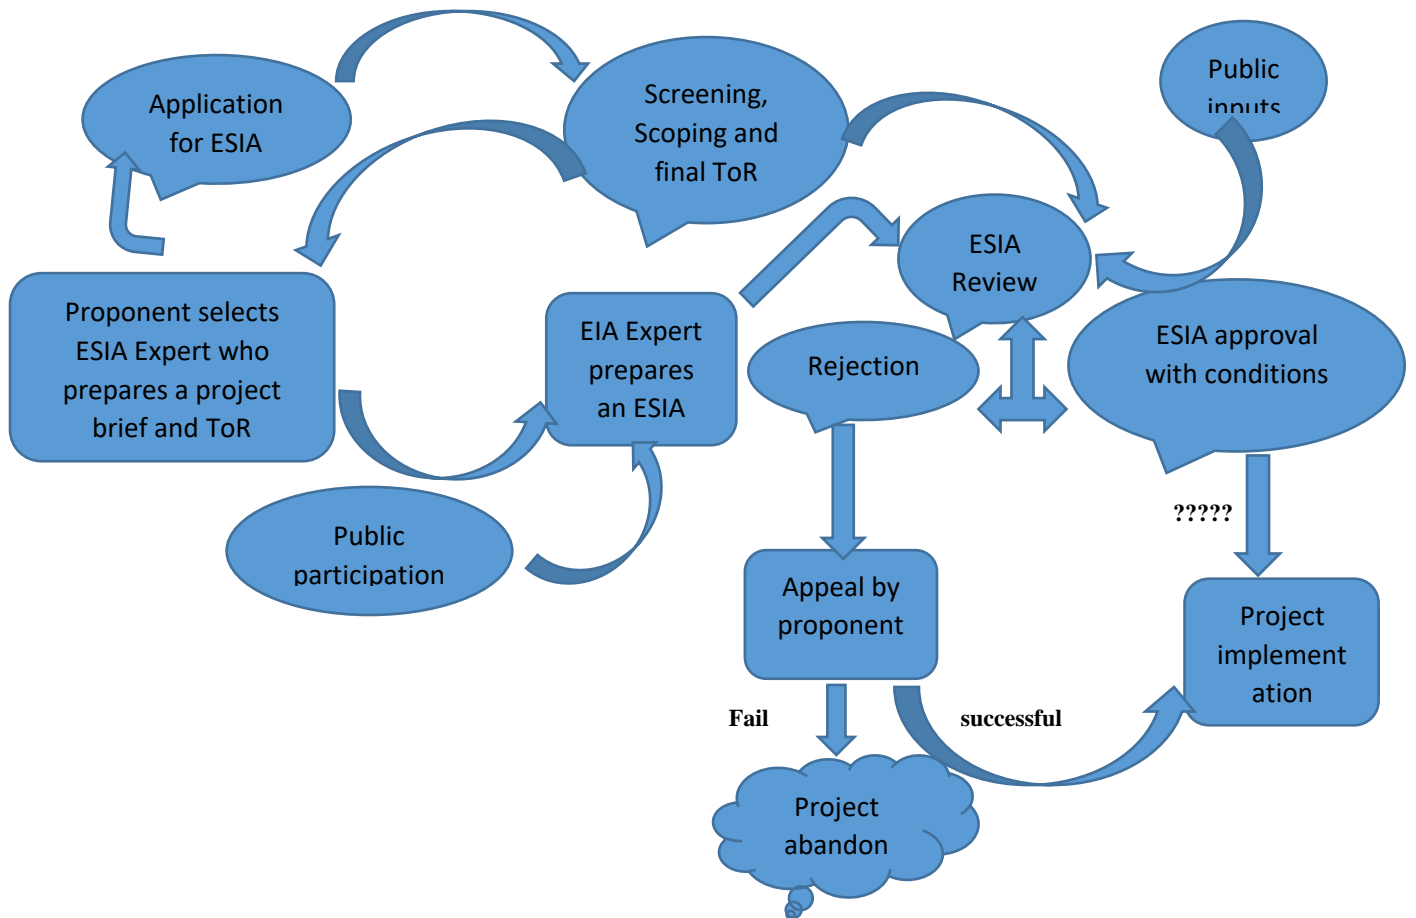 Application
for ESIA
Screening,
Scoping and
final ToR
Public
inputs
ESIA
Review
Proponent selects
ESIA Expert who
prepares a project
brief and ToR
EIA Expert
prepares
an ESIA
Rejection
ESIA approval
with conditions
Public
participation
?????
Appeal by
proponent
Project
implement
ation
Fail
successful
Project
abandon